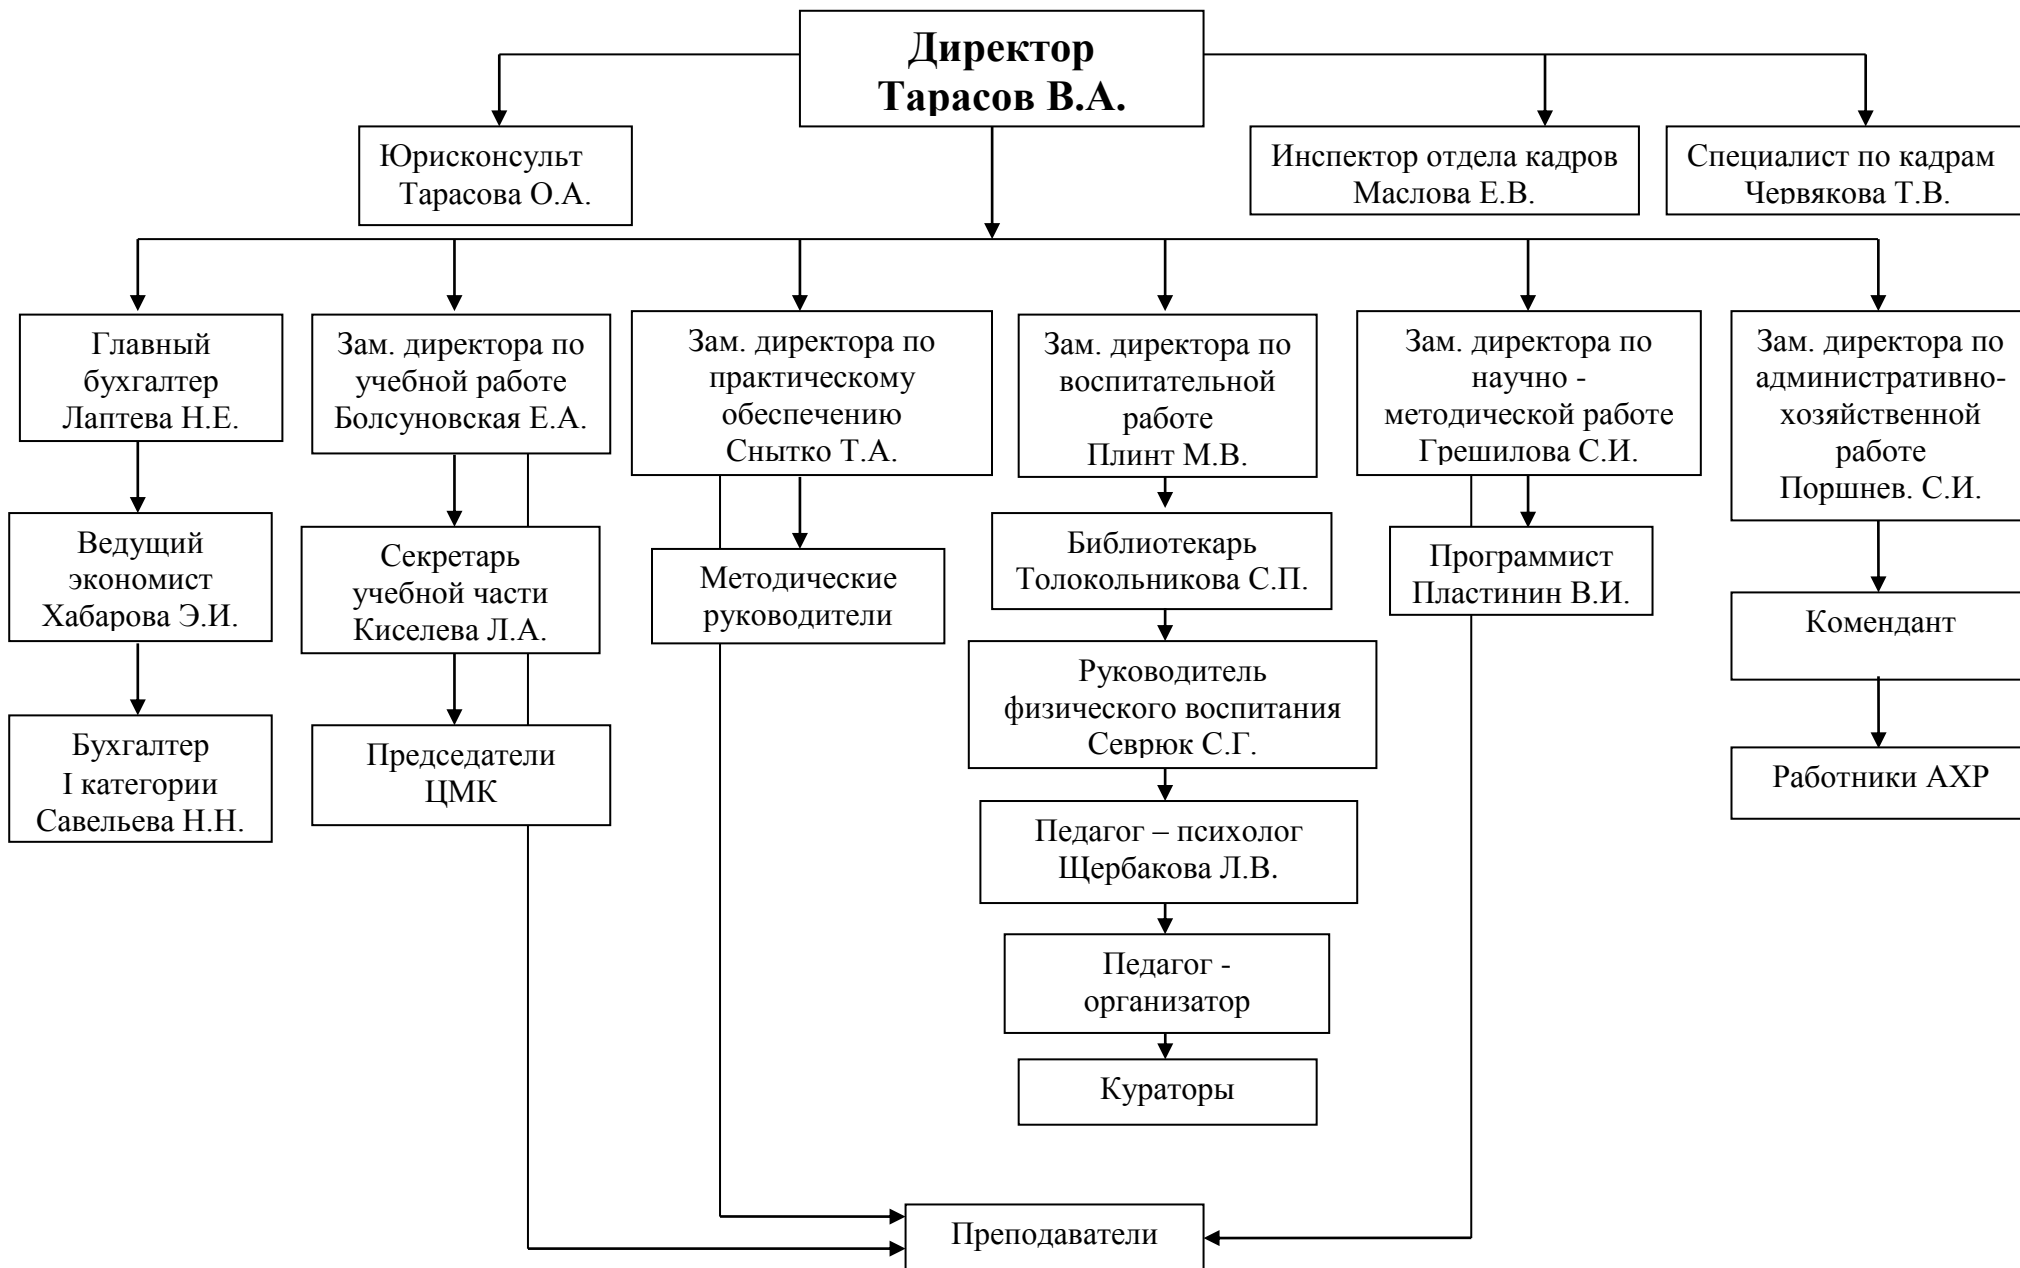 Директор
Тарасов В.А.
Юрисконсульт
Тарасова О.А.
Инспектор отдела кадров
Маслова Е.В.
Специалист по кадрам
Червякова Т.В.
Главный
бухгалтер
Лаптева Н.Е.
Зам. директора по
учебной работе
Болсуновская Е.А.
Зам. директора по
практическому
обеспечению
Снытко Т.А.
Зам. директора по
воспитательной
работе
Плинт М.В.
Зам. директора по
научно -
методической работе
Грешилова С.И.
Зам. директора по
административно-
хозяйственной
работе
Поршнев. С.И.
Ведущий
экономист
Хабарова Э.И.
Секретарь
учебной части
Киселева Л.А.
Методические
руководители
Библиотекарь
Толокольникова С.П.
Программист
Пластинин В.И.
Комендант
Руководитель
физического воспитания
Севрюк С.Г.
Бухгалтер
I категории
Савельева Н.Н.
Председатели
ЦМК
Работники АХР
Педагог – психолог
Щербакова Л.В.
Педагог -
организатор
Кураторы
Преподаватели